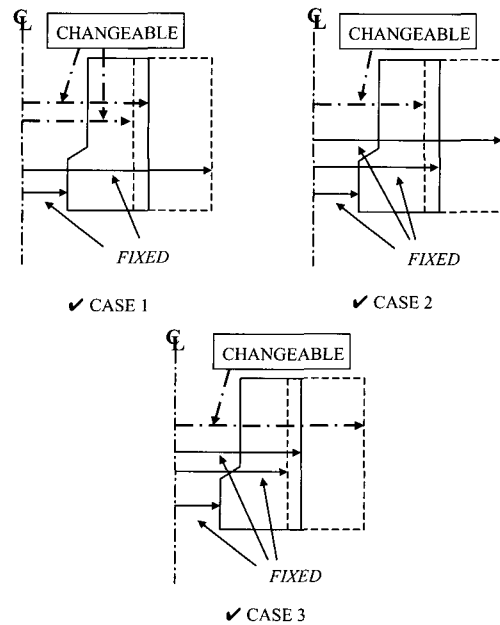 ℄
CHANGEABLE
FIXED
✔ CASE 1
℄
CHANGEABLE
FIXED
✔ CASE 2
℄
CHANGEABLE
FIXED
✔ CASE 3